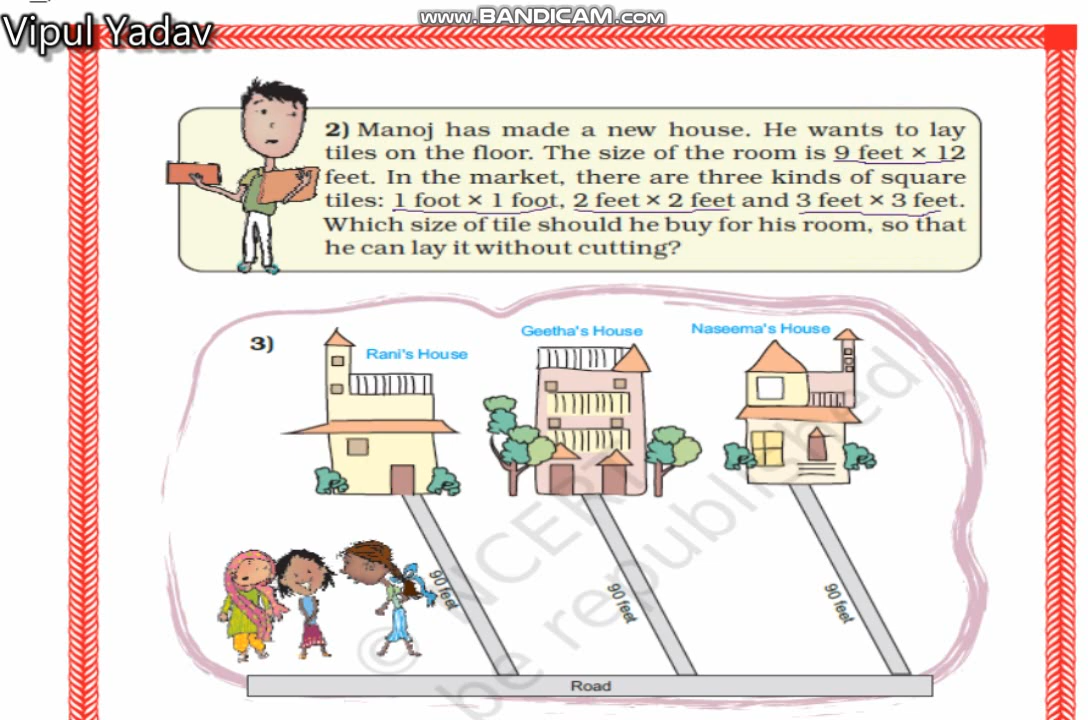 www.BANDICAM.com
Vipul Yadav
2) Manoj has made a new house. He wants to lay
tiles on the floor. The size of the room is 9 feet × 12
feet. In the market, there are three kinds of square
tiles: 1 foot × 1 foot, 2 feet × 2 feet and 3 feet × 3 feet.
Which size of tile should he buy for his room, so that
he can lay it without cutting?
3)
Rani's House
Geetha's House
Naseema's House
90 feet
90 feet
90 feet
Road
© NCERT
be republished